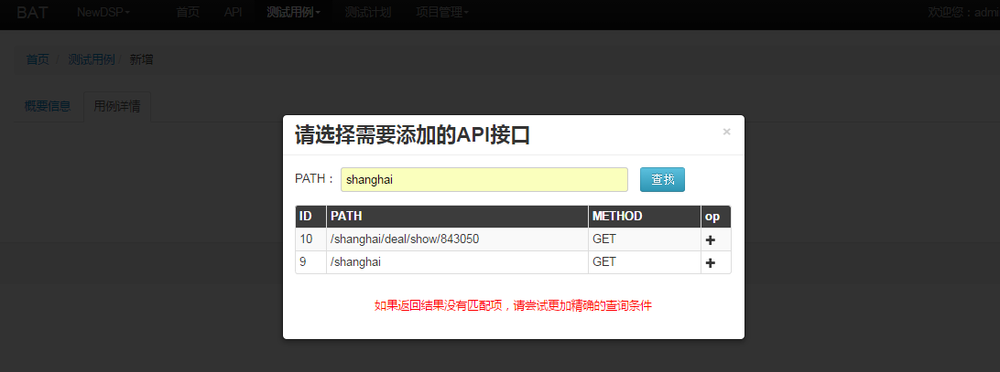 BAT NewDSP 首页 API 测试用例 测试计划 项目管理 欢迎您：admi
首页 / 测试用例 / 新增
概要信息 用例详情
请选择需要添加的API接口 ×
PATH： shanghai 查找
ID PATH METHOD op
10 /shanghai/deal/show/843050 GET
9 /shanghai GET
如果返回结果没有匹配项，请尝试更加精确的查询条件